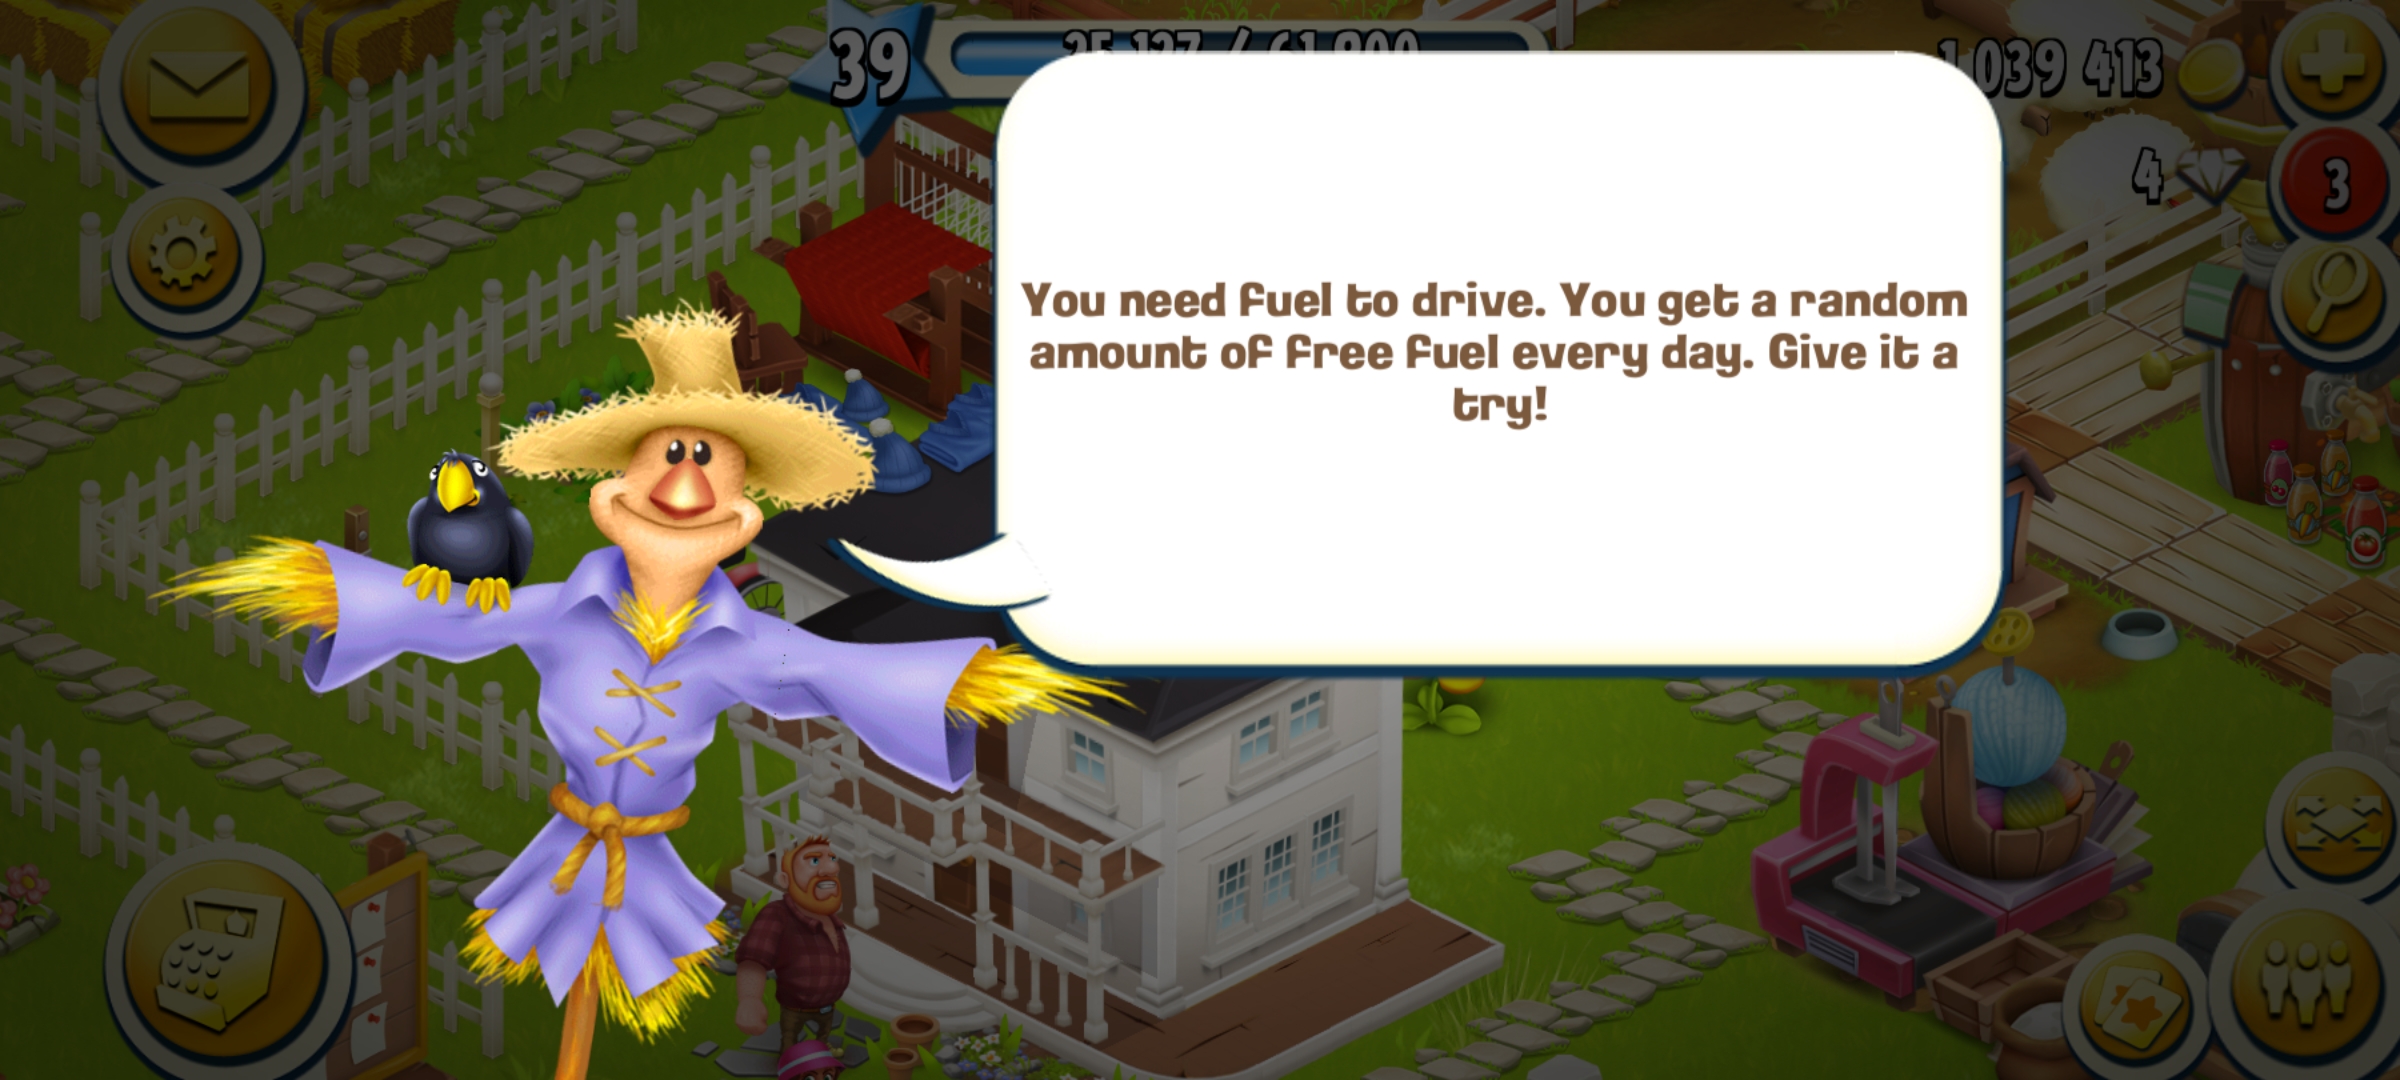 39
1 039 413
4
3
You need fuel to drive. You get a random
amount of free fuel every day. Give it a
try!